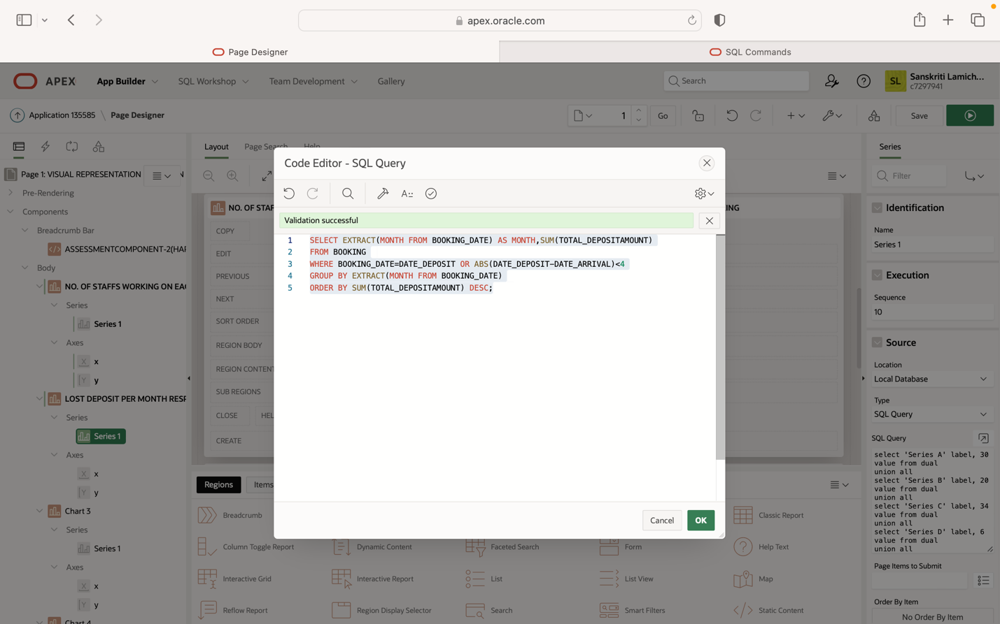 apex.oracle.com
Page Designer
SQL Commands
APEX
App Builder
SQL Workshop
Team Development
Gallery
Search
SL
Sanskriti Lamich...
c7297941
Application 135585 \ Page Designer
1
Go
Save
Layout
Page Search
Help
Series
Page 1: VISUAL REPRESENTATION
Pre-Rendering
Components
Breadcrumb Bar
ASSESSMENTCOMPONENT-2(HAR
Body
NO. OF STAFFS WORKING ON EAC
Series
Series 1
Axes
x
y
LOST DEPOSIT PER MONTH RESP
Series
Series 1
Axes
x
y
Chart 3
Series
Series 1
Axes
x
y
Chart 4
NO. OF STAF
ING
COPY
EDIT
PREVIOUS
NEXT
SORT ORDER
REGION BODY
REGION CONTENT
SUB REGIONS
CLOSE
HEL
CREATE
Code Editor - SQL Query
Validation successful
1 SELECT EXTRACT(MONTH FROM BOOKING_DATE) AS MONTH,SUM(TOTAL_DEPOSITAMOUNT)
2 FROM BOOKING
3 WHERE BOOKING_DATE=DATE_DEPOSIT OR ABS(DATE_DEPOSIT-DATE_ARRIVAL)<4
4 GROUP BY EXTRACT(MONTH FROM BOOKING_DATE)
5 ORDER BY SUM(TOTAL_DEPOSITAMOUNT) DESC;
Cancel
OK
Regions
Items
Breadcrumb
Classic Report
Column Toggle Report
Dynamic Content
Faceted Search
Form
Help Text
Interactive Grid
Interactive Report
List
List View
Map
Reflow Report
Region Display Selector
Search
Smart Filters
Static Content
Filter
Identification
Name
Series 1
Execution
Sequence
10
Source
Location
Local Database
Type
SQL Query
SQL Query
select 'Series A' label, 30
value from dual
union all
select 'Series B' label, 20
value from dual
union all
select 'Series C' label, 34
value from dual
union all
select 'Series D' label, 6
value from dual
union all
Page Items to Submit
Order By Item
No Order By Item